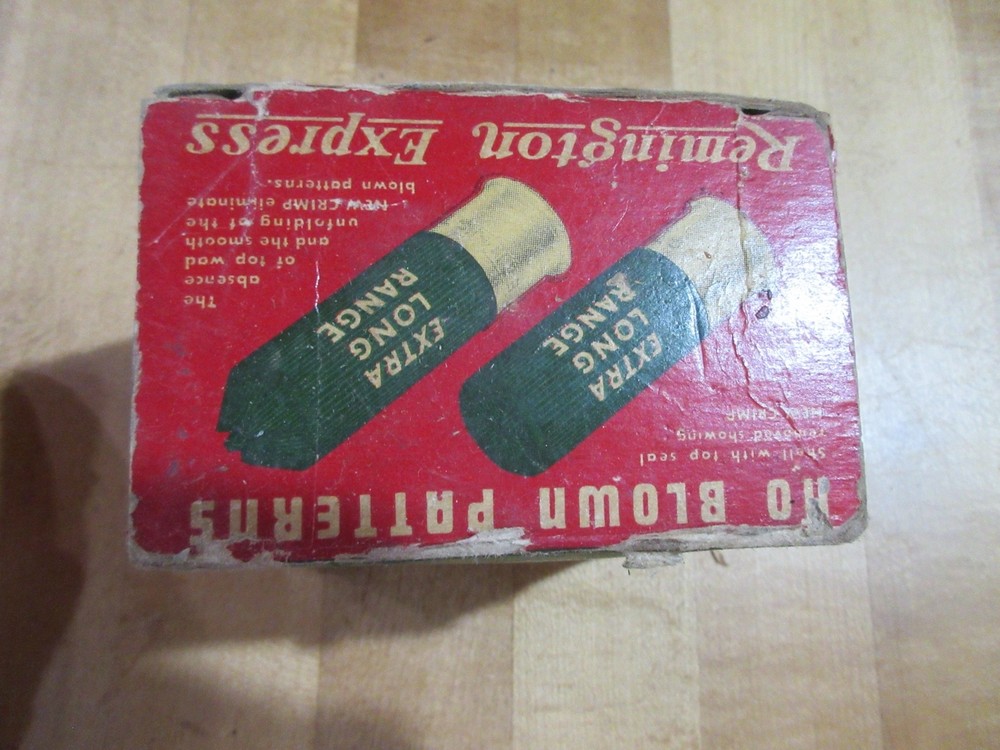 NO BLOWN PATTERNS
Shell with top seal
removed showing
NEW CRIMP
EXTRA
LONG
RANGE
EXTRA
LONG
RANGE
The
absence
of top wad
and the smooth
unfolding of the
NEW CRIMP eliminate
blown patterns.
Remington Express